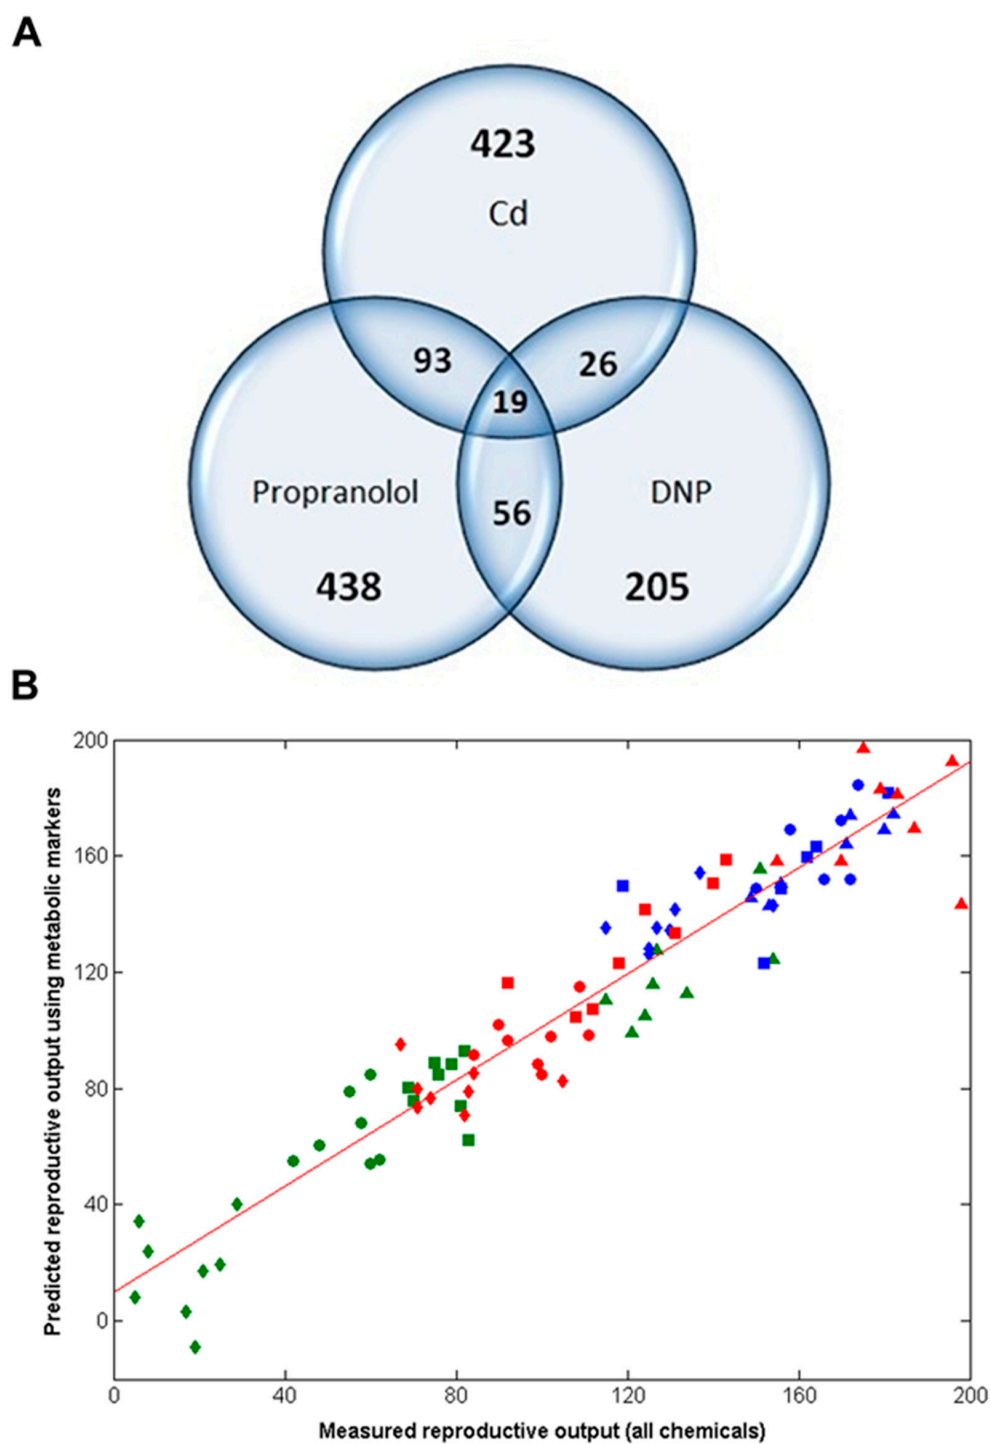 A
423
Cd
93
26
19
Propranolol
DNP
56
438
205
B
Predicted reproductive output using metabolic markers
200
160
120
80
40
0
0 40 80 120 160 200
Measured reproductive output (all chemicals)